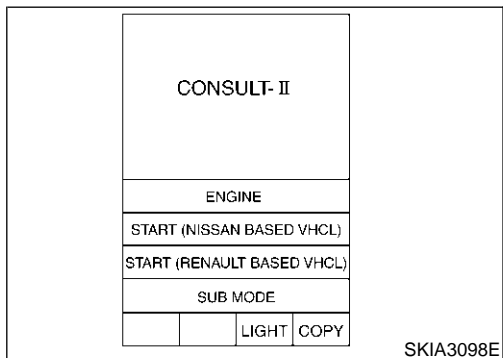 CONSULT-II
ENGINE
START (NISSAN BASED VHCL)
START (RENAULT BASED VHCL)
SUB MODE
LIGHT COPY
SKIA3098E